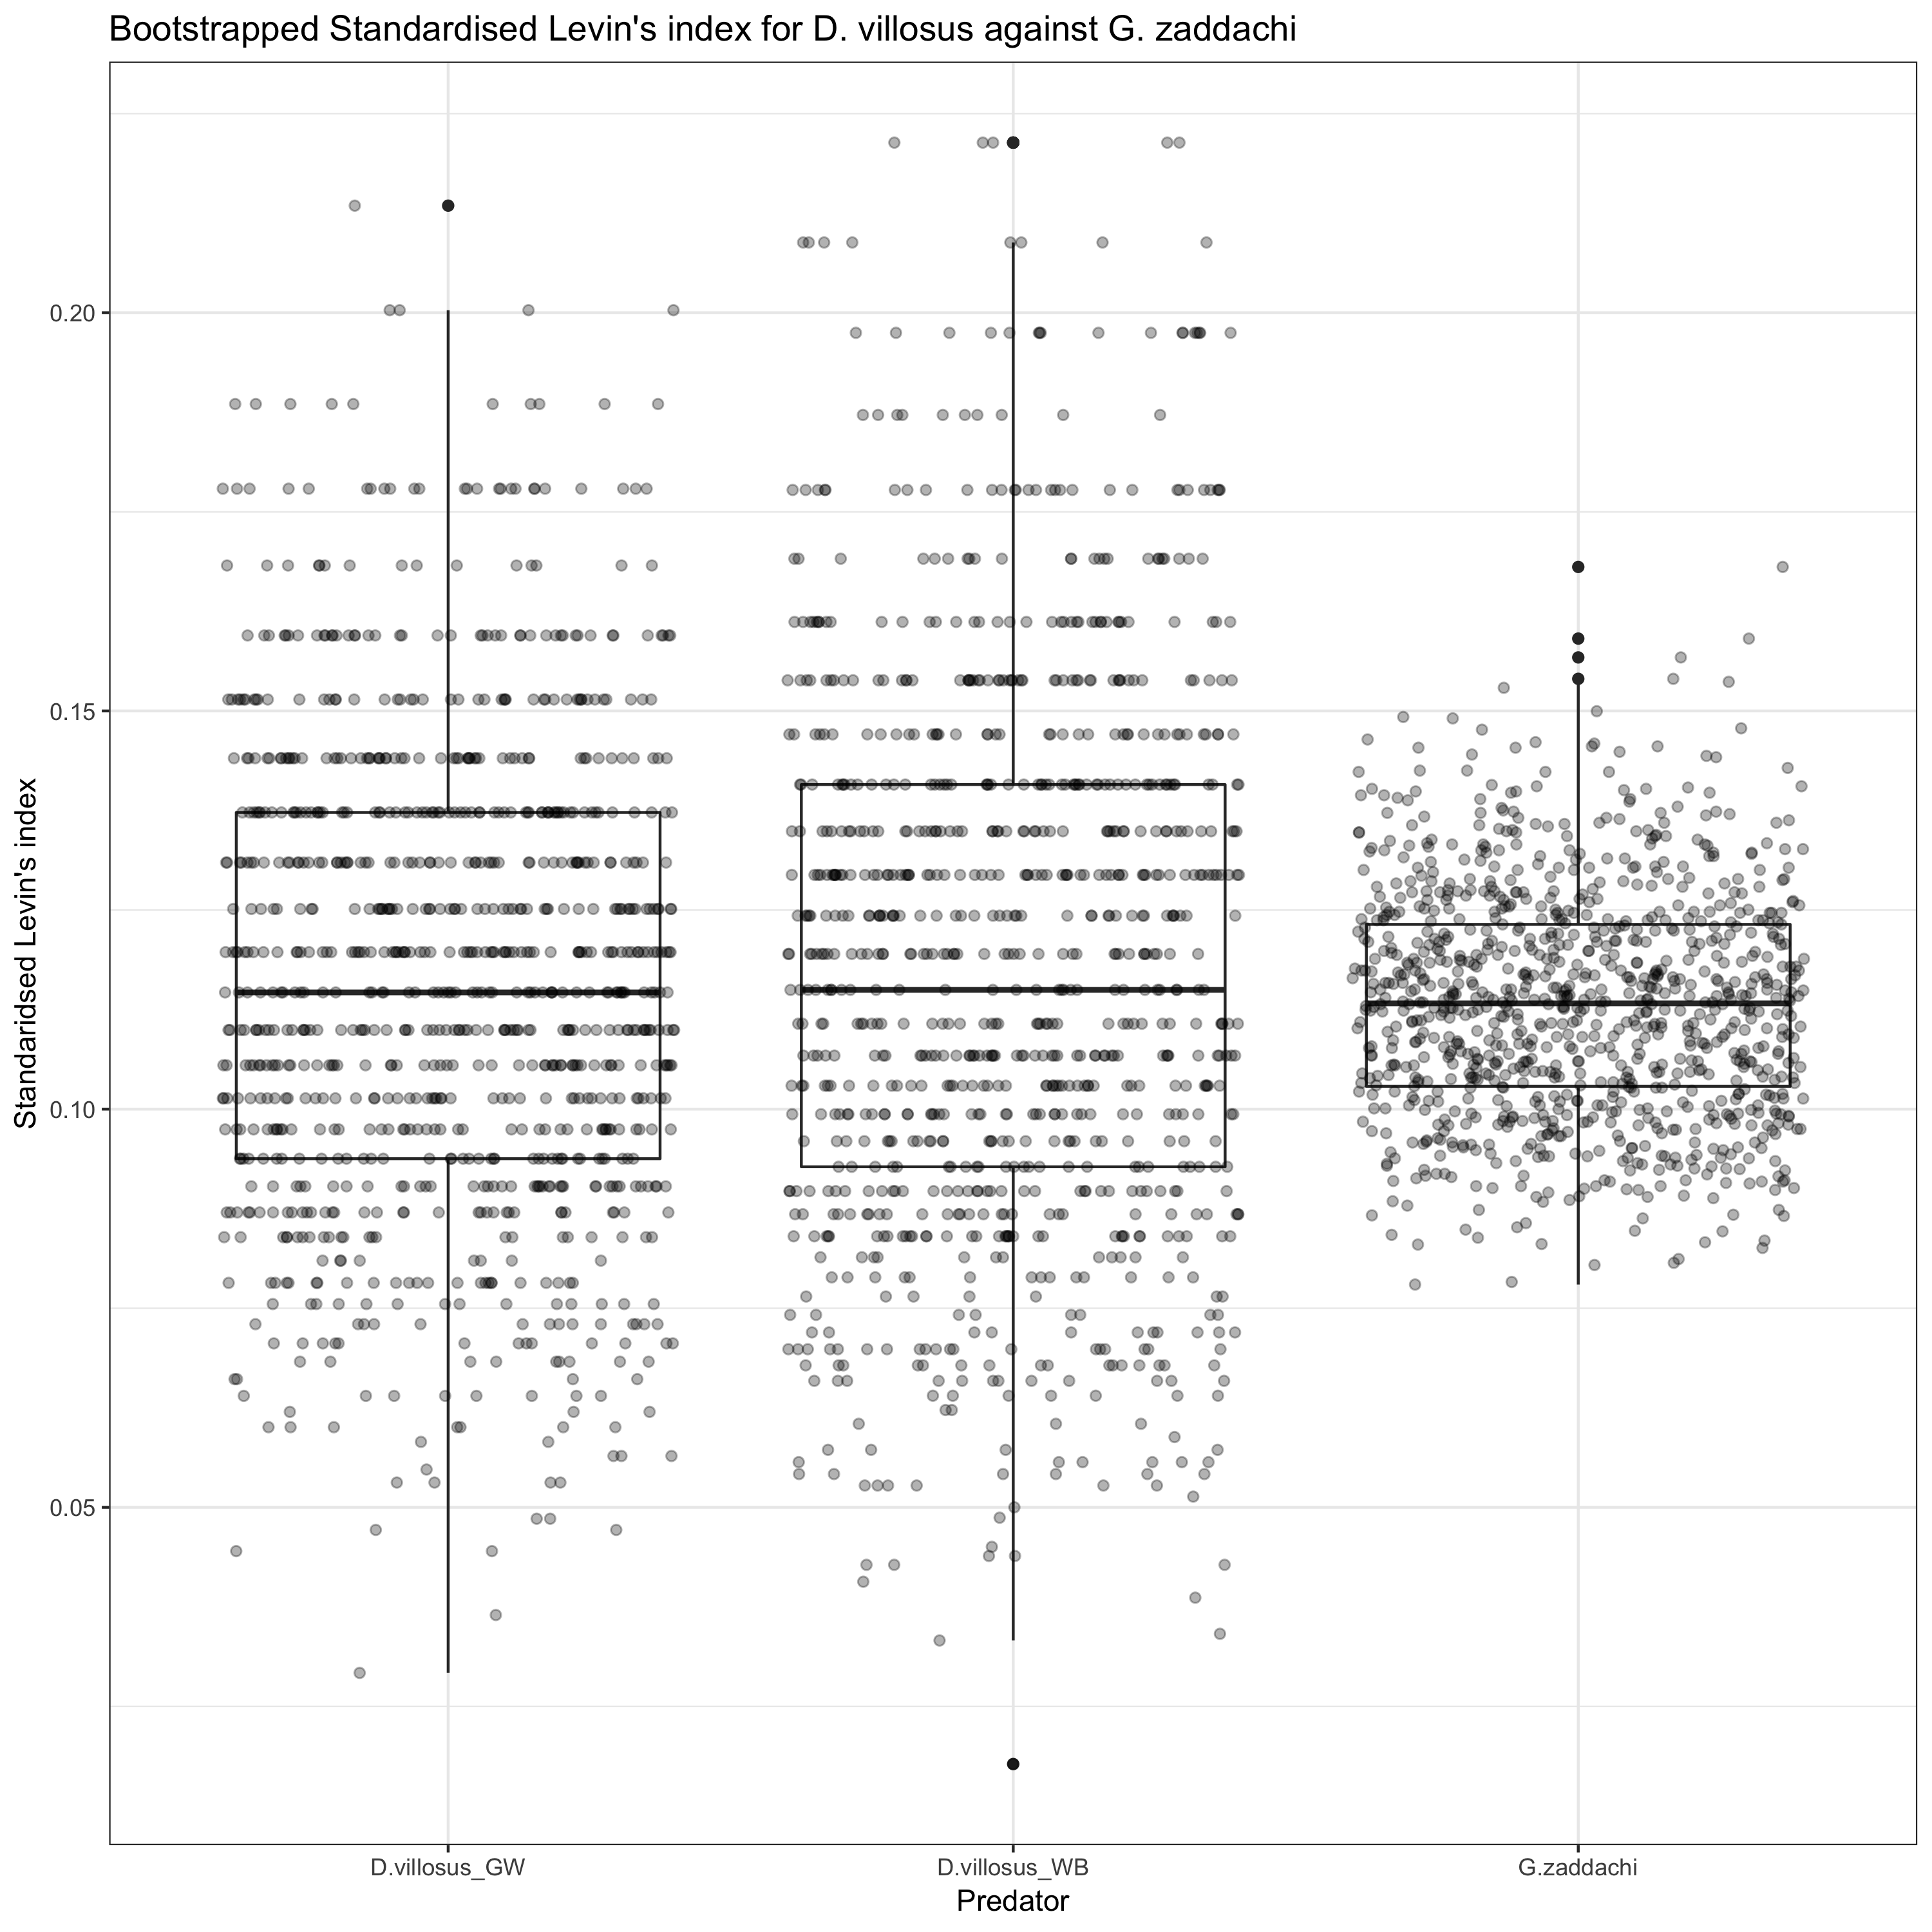 Bootstrapped Standardised Levin's index for D. villosus against G. zaddachi
Standaridsed Levin's index
0.20
0.15
0.10
0.05
D.villosus_GW
D.villosus_WB
G.zaddachi
Predator